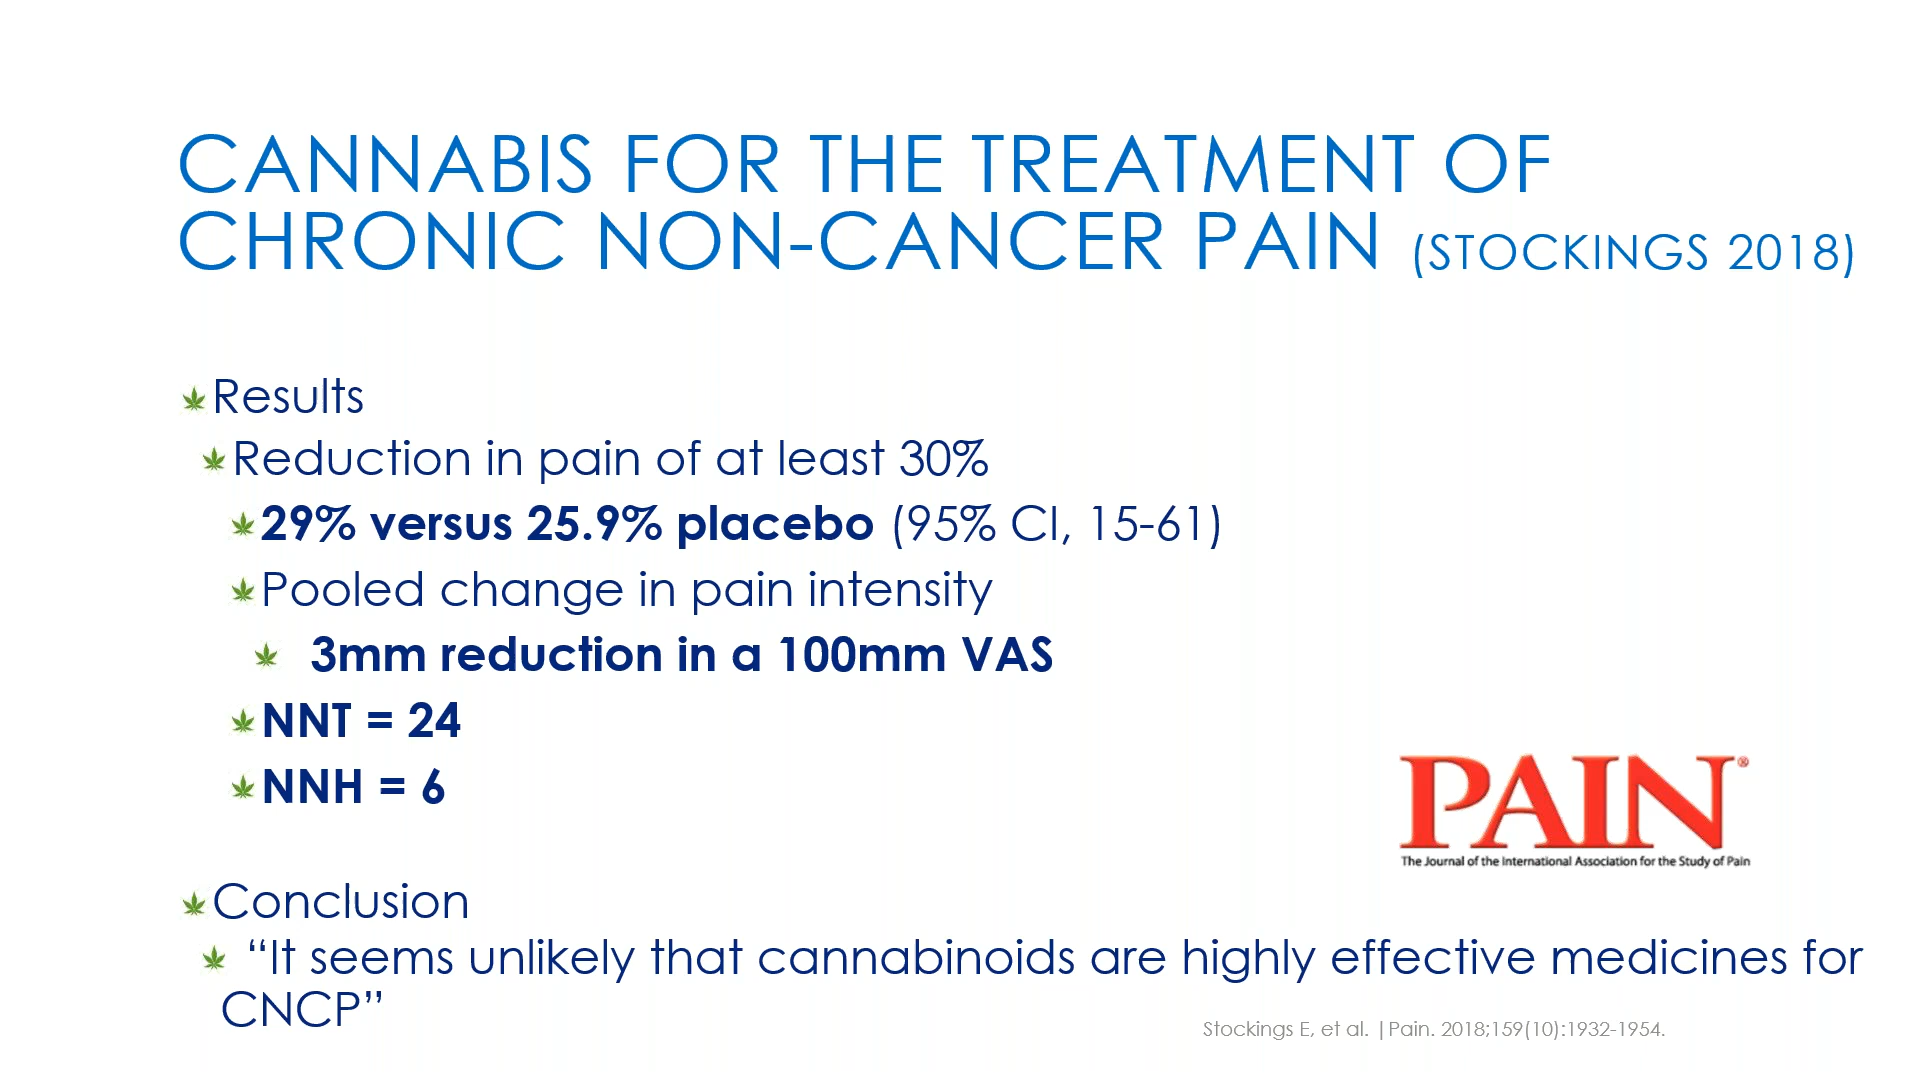 CANNABIS FOR THE TREATMENT OF
CHRONIC NON-CANCER PAIN (STOCKINGS 2018)
Results
Reduction in pain of at least 30%
29% versus 25.9% placebo (95% CI, 15-61)
Pooled change in pain intensity
3mm reduction in a 100mm VAS
NNT = 24
NNH = 6
PAIN®
The Journal of the International Association for the Study of Pain
Conclusion
“It seems unlikely that cannabinoids are highly effective medicines for
CNCP”
Stockings E, et al. |Pain. 2018;159(10):1932-1954.